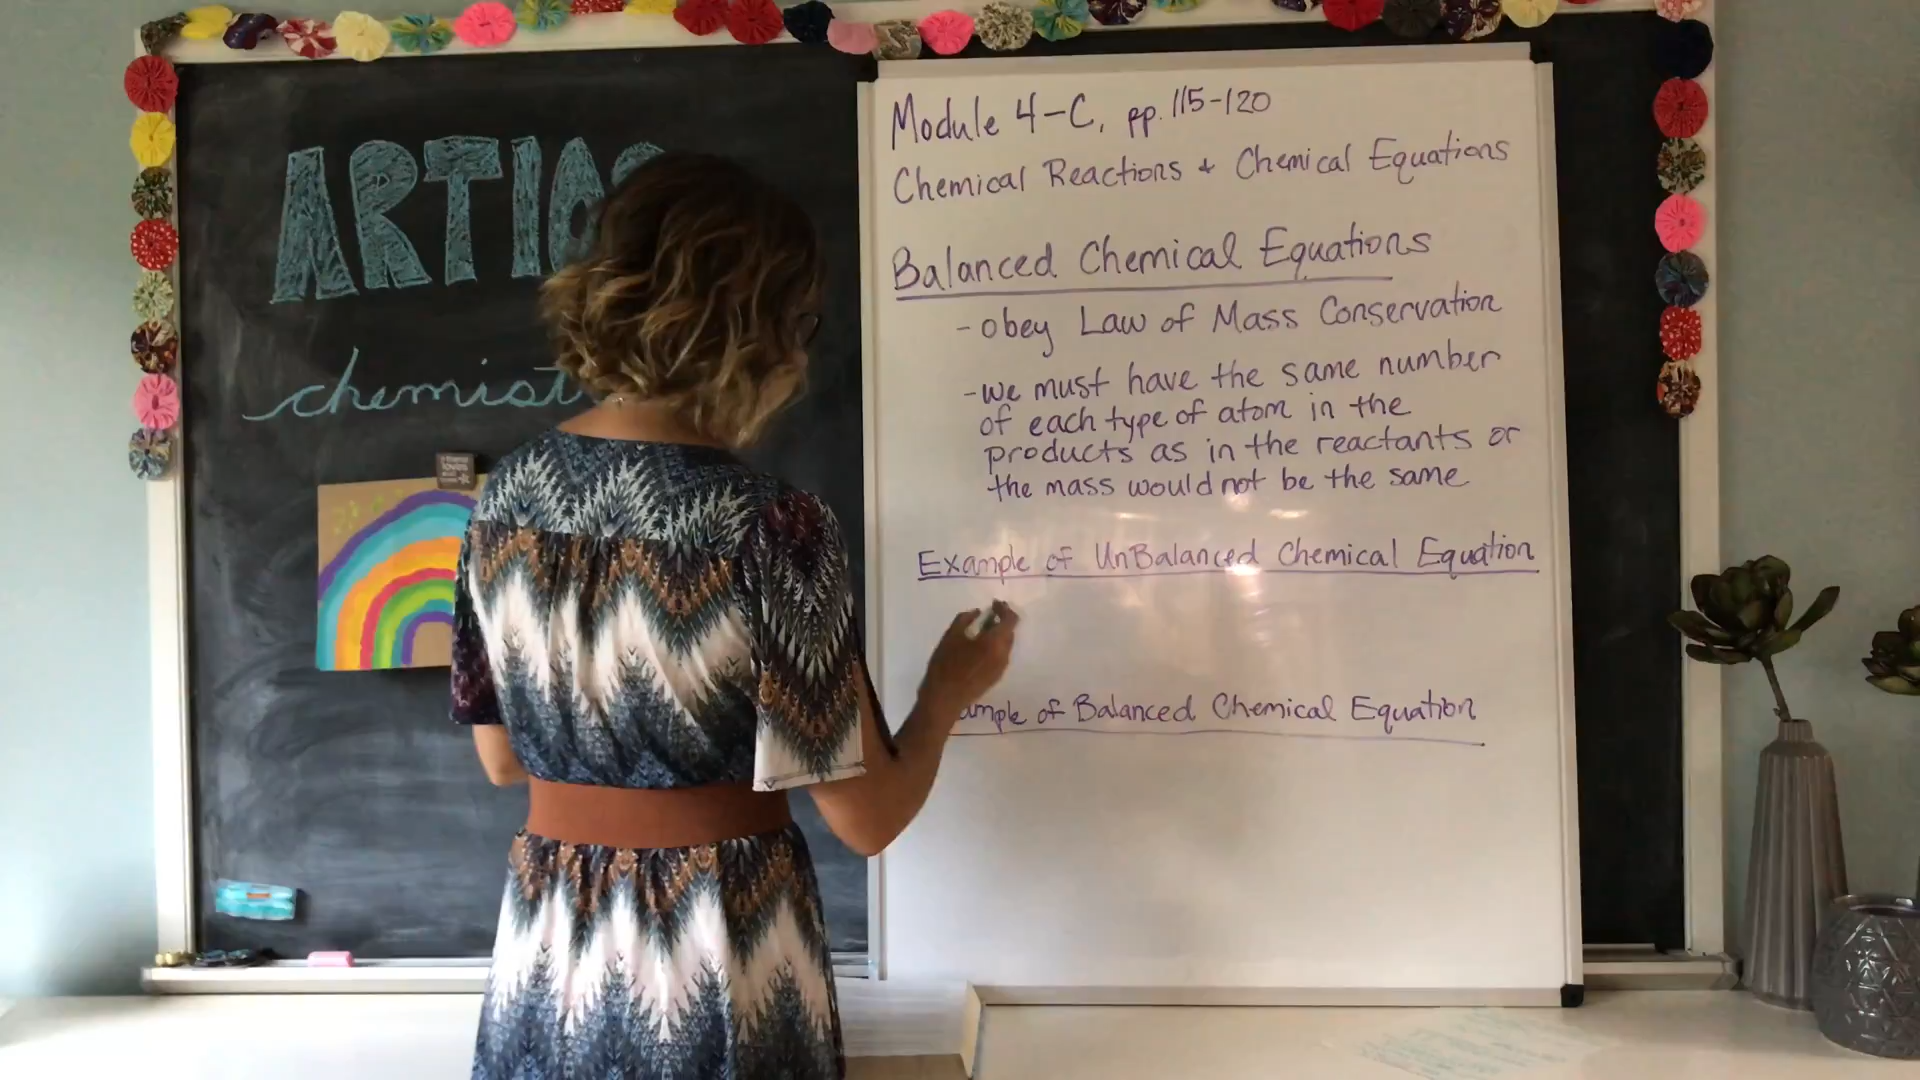 ARTIOS
chemist
Module 4-C, pp. 115-120
Chemical Reactions + Chemical Equations
Balanced Chemical Equations
- obey Law of Mass Conservation
- we must have the same number
of each type of atom in the
products as in the reactants or
the mass would not be the same
Example of UnBalanced Chemical Equation
ample of Balanced Chemical Equation